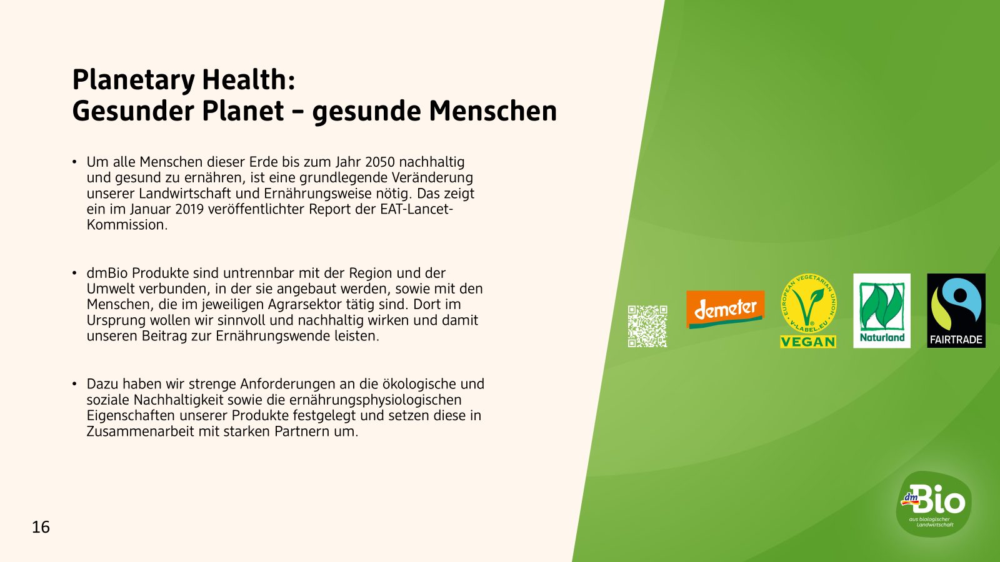 Planetary Health:
Gesunder Planet – gesunde Menschen
• Um alle Menschen dieser Erde bis zum Jahr 2050 nachhaltig
und gesund zu ernähren, ist eine grundlegende Veränderung
unserer Landwirtschaft und Ernährungsweise nötig. Das zeigt
ein im Januar 2019 veröffentlichter Report der EAT-Lancet-
Kommission.
• dmBio Produkte sind untrennbar mit der Region und der
Umwelt verbunden, in der sie angebaut werden, sowie mit den
Menschen, die im jeweiligen Agrarsektor tätig sind. Dort im
Ursprung wollen wir sinnvoll und nachhaltig wirken und damit
unseren Beitrag zur Ernährungswende leisten.
• Dazu haben wir strenge Anforderungen an die ökologische und
soziale Nachhaltigkeit sowie die ernährungsphysiologischen
Eigenschaften unserer Produkte festgelegt und setzen diese in
Zusammenarbeit mit starken Partnern um.
demeter
EUROPEAN VEGETARIAN UNION
• V-LABEL.EU •
®
VEGAN
Naturland
FAIRTRADE
dm
Bio
aus biologischer
Landwirtschaft
16